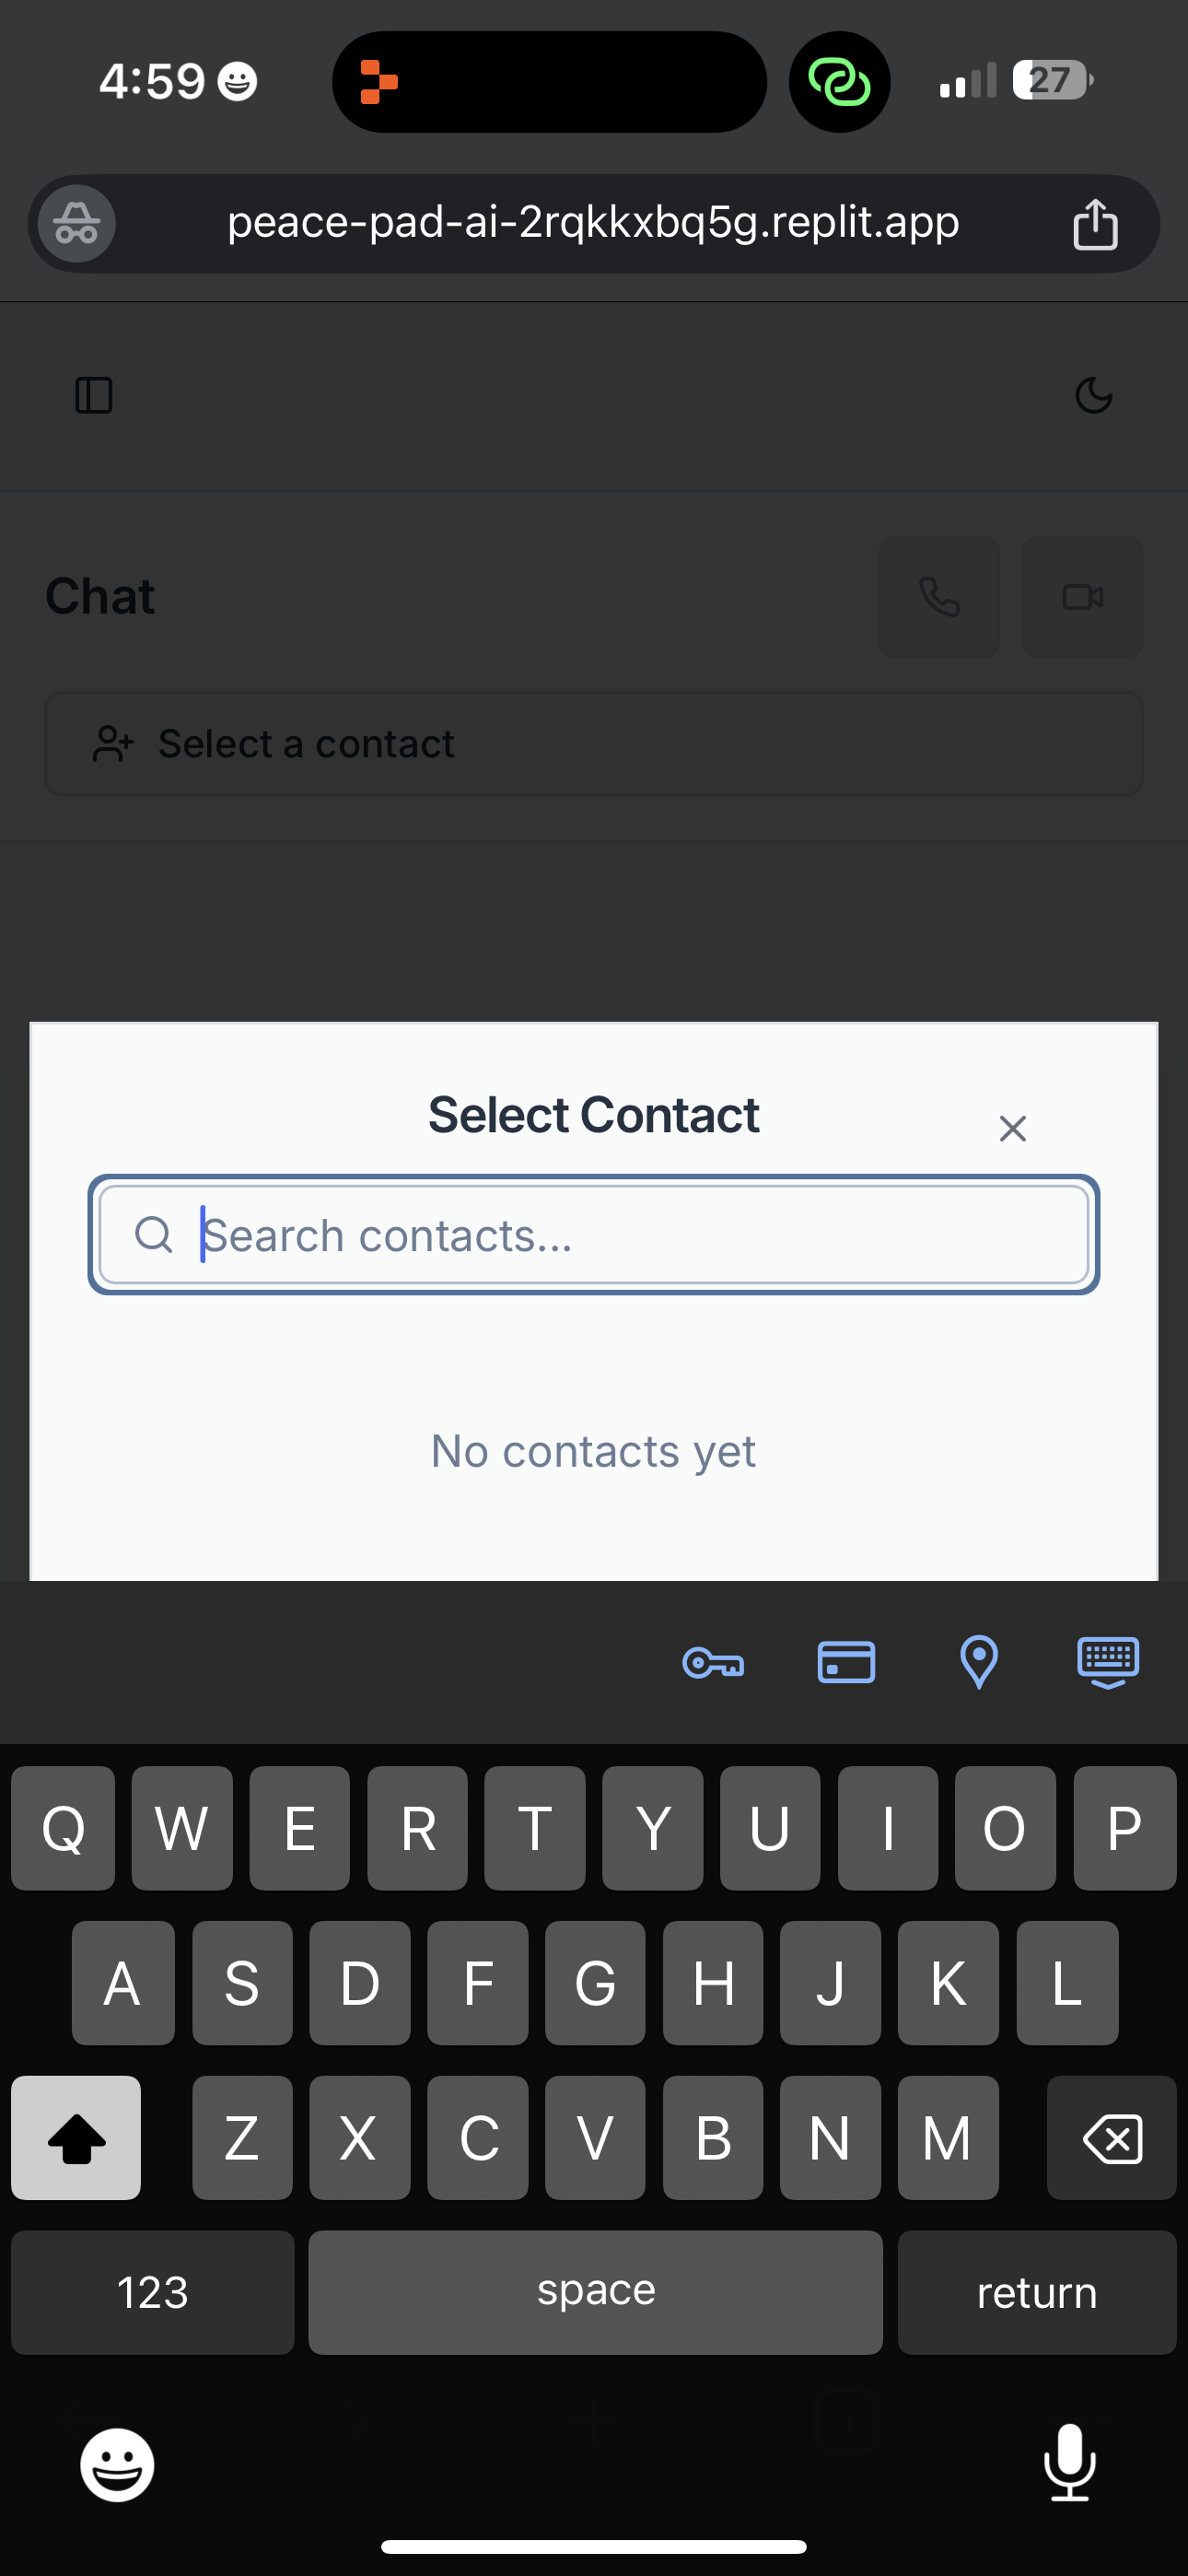 4:59
27
peace-pad-ai-2rqkkxbq5g.replit.app
Chat
Select a contact
Select Contact
Search contacts...
No contacts yet
Q W E R T Y U I O P
A S D F G H J K L
Z X C V B N M
123 space return